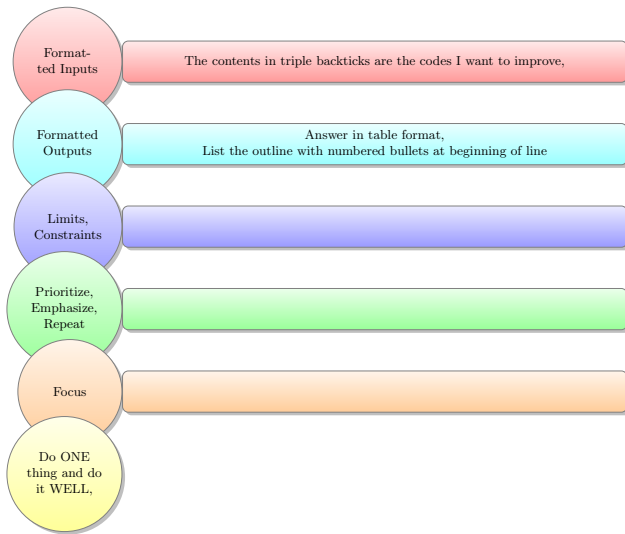 Format-
ted Inputs
The contents in triple backticks are the codes I want to improve,
Formatted
Outputs
Answer in table format,
List the outline with numbered bullets at beginning of line
Limits,
Constraints
Prioritize,
Emphasize,
Repeat
Focus
Do ONE
thing and do
it WELL,